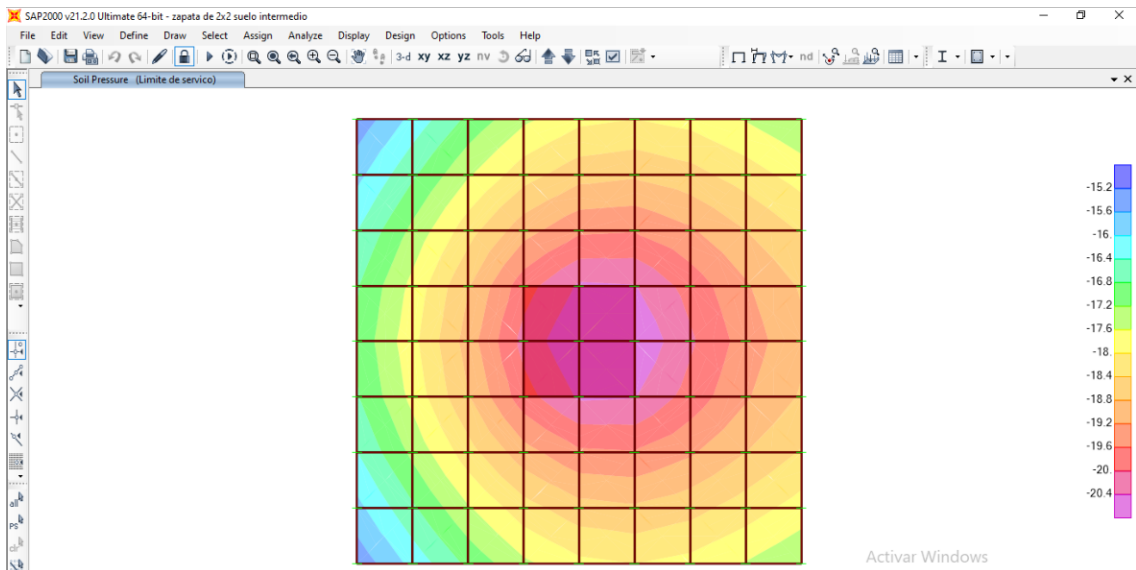 SAP2000 v21.2.0 Ultimate 64-bit - zapata de 2x2 suelo intermedio
File Edit View Define Draw Select Assign Analyze Display Design Options Tools Help
3-d xy xz yz nv nd
Soil Pressure (Limite de servico)
-15.2
-15.6
-16.
-16.4
-16.8
-17.2
-17.6
-18.
-18.4
-18.8
-19.2
-19.6
-20.
-20.4
all
PS
clr
Activar Windows